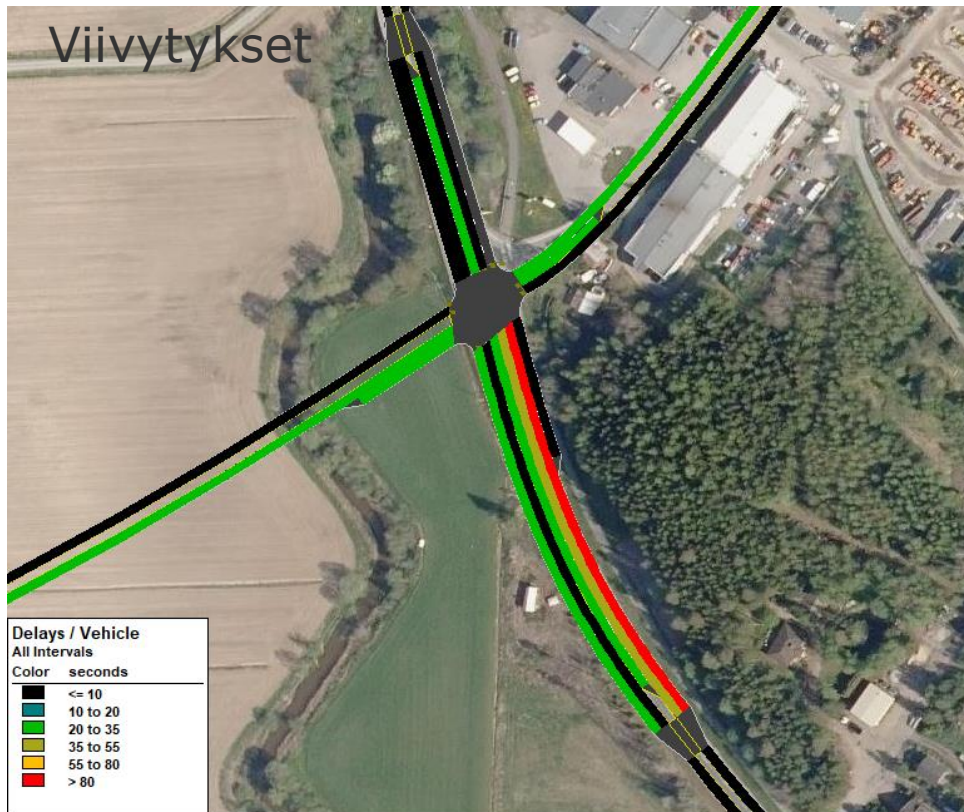 Viivytykset
Delays / Vehicle
All Intervals
Color seconds
<= 10
10 to 20
20 to 35
35 to 55
55 to 80
> 80